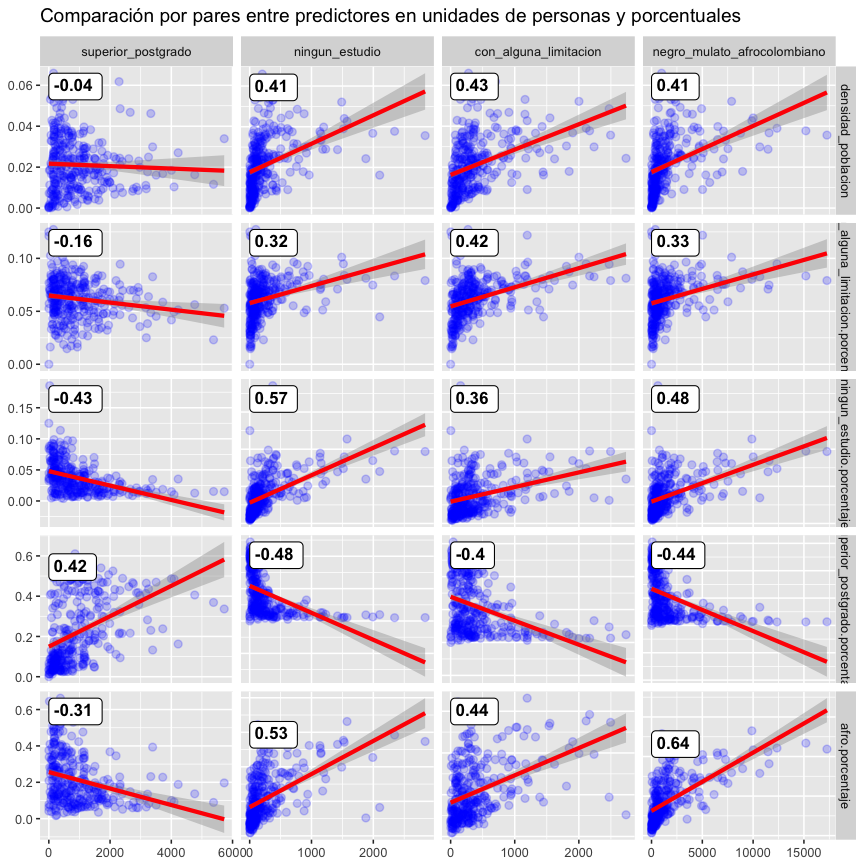 Comparación por pares entre predictores en unidades de personas y porcentuales
superior_postgrado ningun_estudio con_alguna_limitacion negro_mulato_afrocolombiano
0.06 -0.04 0.41 0.43 0.41 densidad_poblacion
0.04
0.02
0.00
-0.16 0.32 0.42 0.33 _alguna_limitacion.porcen
0.10
0.05
0.00
-0.43 0.57 0.36 0.48 ningun_estudio.porcentaje
0.15
0.10
0.05
0.00
0.6 0.42 -0.48 -0.4 -0.44 perior_postgrado.porcenta
0.4
0.2
0.0
-0.31 0.53 0.44 0.64 afro.porcentaje
0.6
0.4
0.2
0.0
0 2000 4000 6000 0 1000 2000 0 1000 2000 0 5000 10000 15000